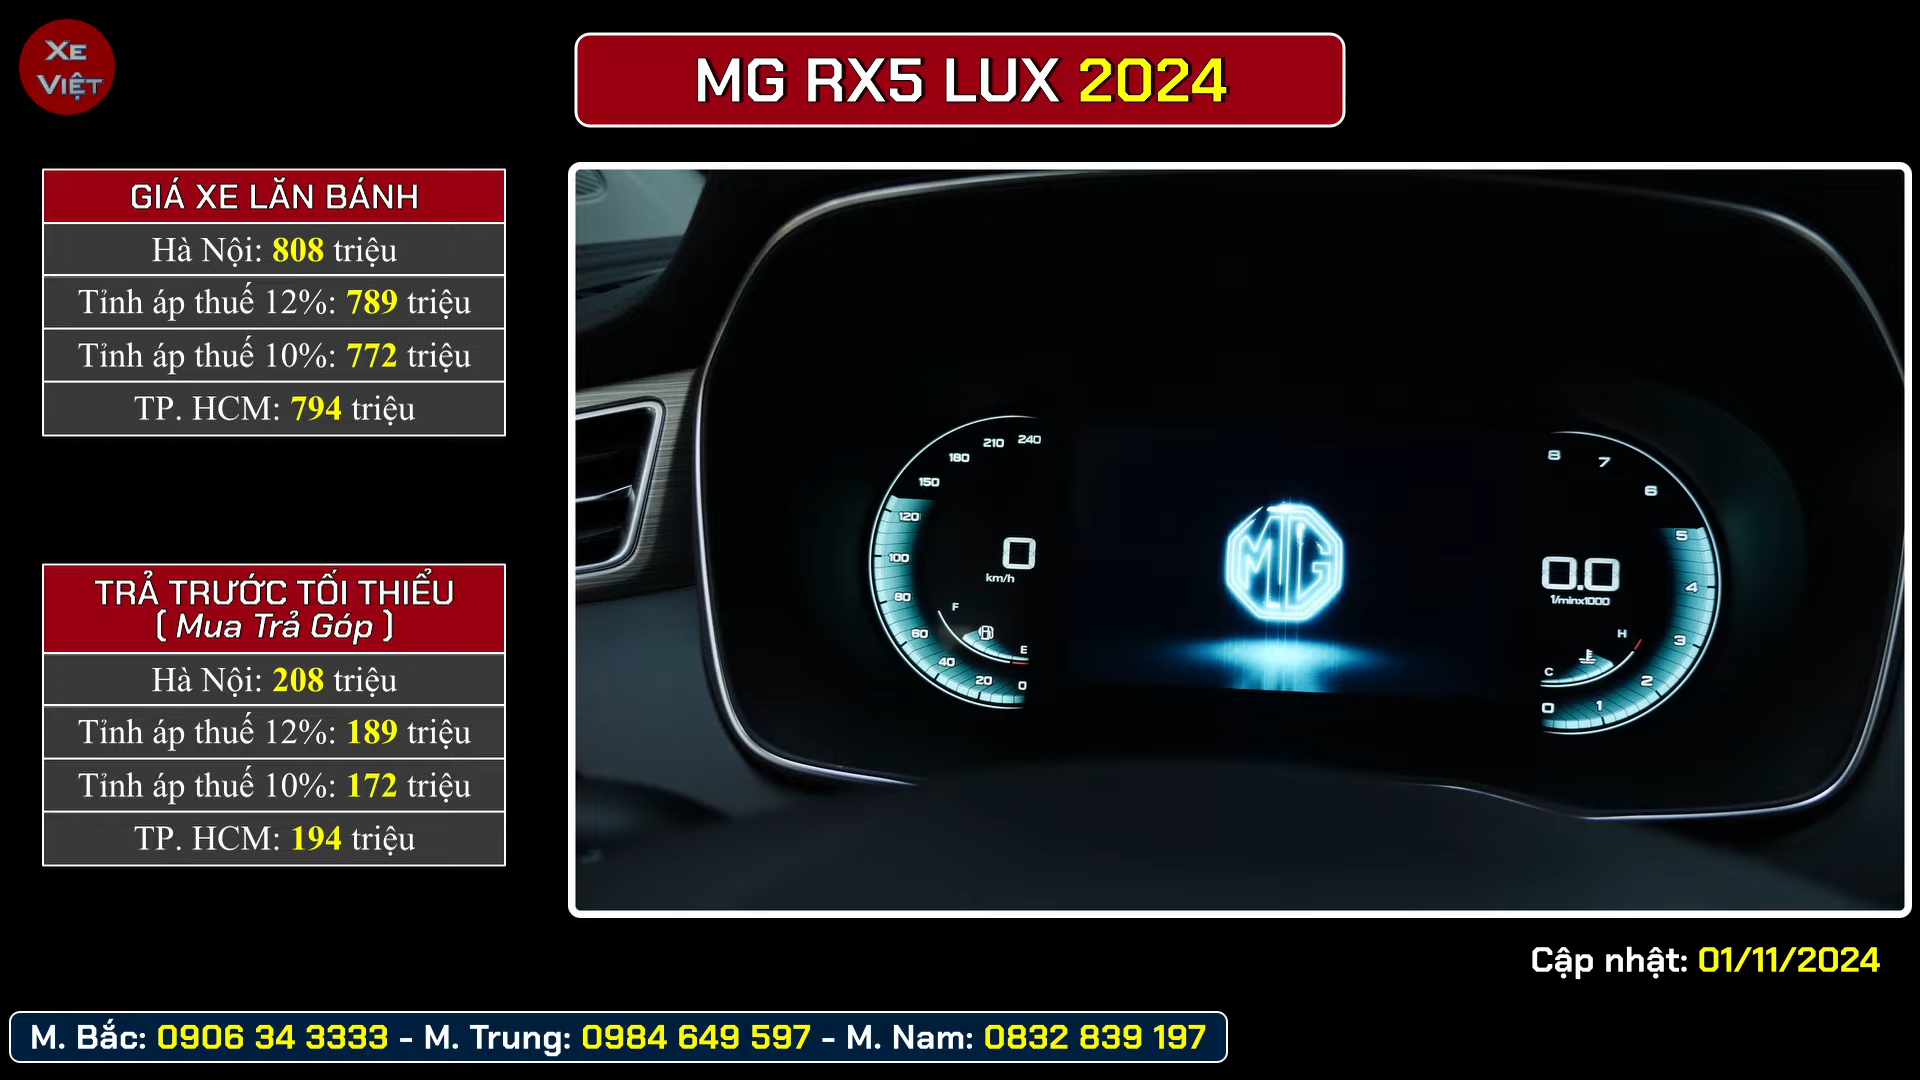 XE
VIỆT
MG RX5 LUX 2024
GIÁ XE LĂN BÁNH
Hà Nội: 808 triệu
Tỉnh áp thuế 12%: 789 triệu
Tỉnh áp thuế 10%: 772 triệu
TP. HCM: 794 triệu
TRẢ TRƯỚC TỐI THIỂU
( Mua Trả Góp )
Hà Nội: 208 triệu
Tỉnh áp thuế 12%: 189 triệu
Tỉnh áp thuế 10%: 172 triệu
TP. HCM: 194 triệu
240
210
180
150
120
100
80
60
40
20
0
0
km/h
F
E
MG
8
7
6
5
4
3
2
1
0
0.0
1/minx1000
H
C
Cập nhật: 01/11/2024
M. Bắc: 0906 34 3333 - M. Trung: 0984 649 597 - M. Nam: 0832 839 197